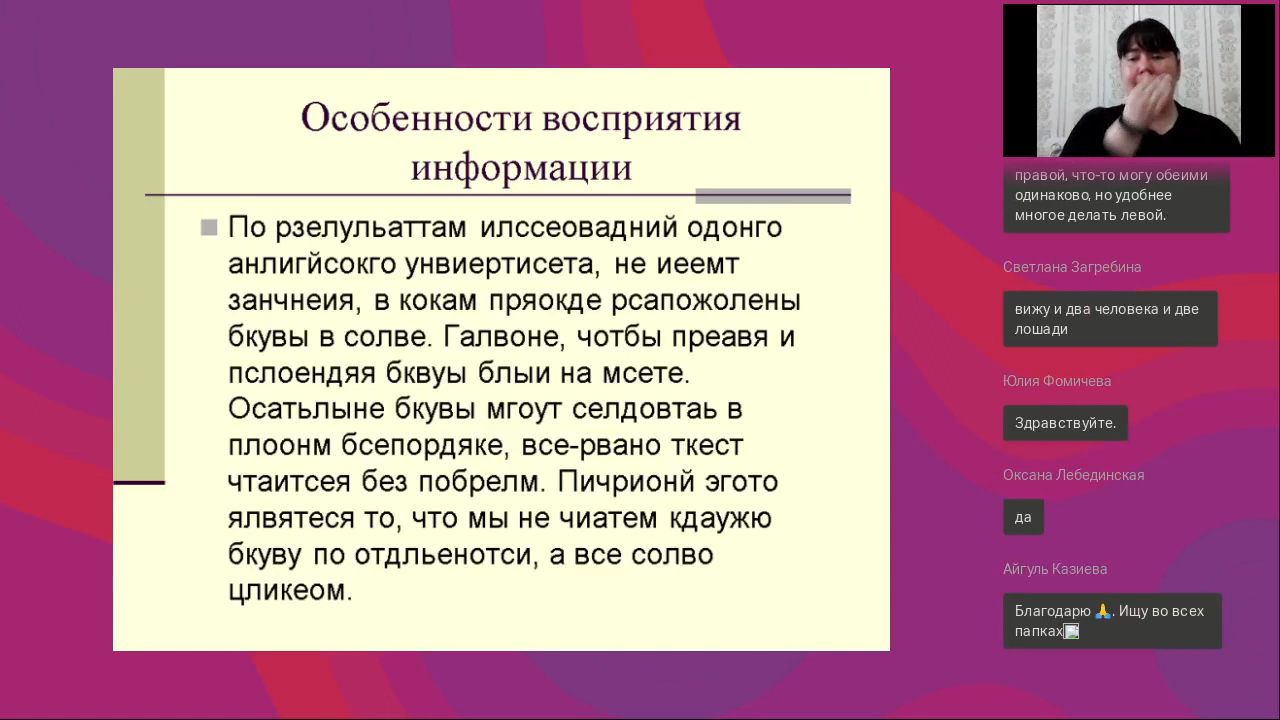 Особенности восприятия
информации
По рзелульаттам илссеовадний одонго
анлигйсокго унвиертисета, не иеемт
занчнеия, в кокам пряокде рсапожолены
бкувы в солве. Галвоне, чотбы преавя и
пслоендяя бквуы блыи на мсете.
Осатьлыне бкувы мгоут селдовтаь в
плоонм бсепордяке, все-рвано ткест
чтаитсея без побрелм. Пичрионй эгото
ялвятеся то, что мы не чиатем кдаужю
бкуву по отдльенотси, а все солво
цликеом.
правой, что-то могу обеими
одинаково, но удобнее
многое делать левой.
Светлана Загребина
вижу и два человека и две
лошади
Юлия Фомичева
Здравствуйте.
Оксана Лебединская
да
Айгуль Казиева
Благодарю 🙏. Ищу во всех
папках